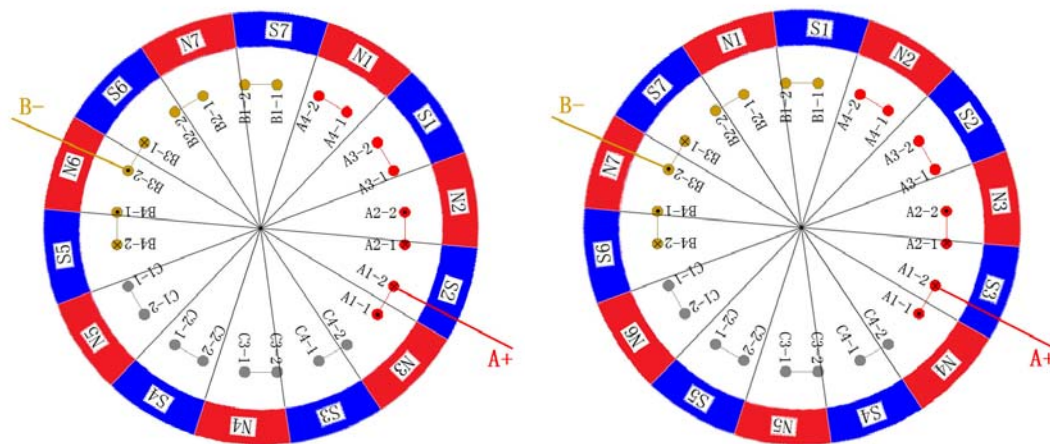 N7
S7
N1
S6
S1
B-
B2-1
B2-2
B1-2
B1-1
A4-2
A4-1
B3-1
B3-2
A3-2
A3-1
N6
N2
B4-1
B4-2
A2-2
A2-1
S5
S2
C1-1
C1-2
A1-2
A1-1
C2-1
C2-2
C3-1
C3-2
C4-1
C4-2
A+
N5
N3
S4
N4
S3
N1
S1
N2
S7
S2
B-
B2-1
B2-2
B1-2
B1-1
A4-2
A4-1
B3-1
B3-2
A3-2
A3-1
N7
N3
B4-1
B4-2
A2-2
A2-1
S6
S3
C1-1
C1-2
A1-2
A1-1
C2-1
C2-2
C3-1
C3-2
C4-1
C4-2
A+
N6
N4
S5
N5
S4